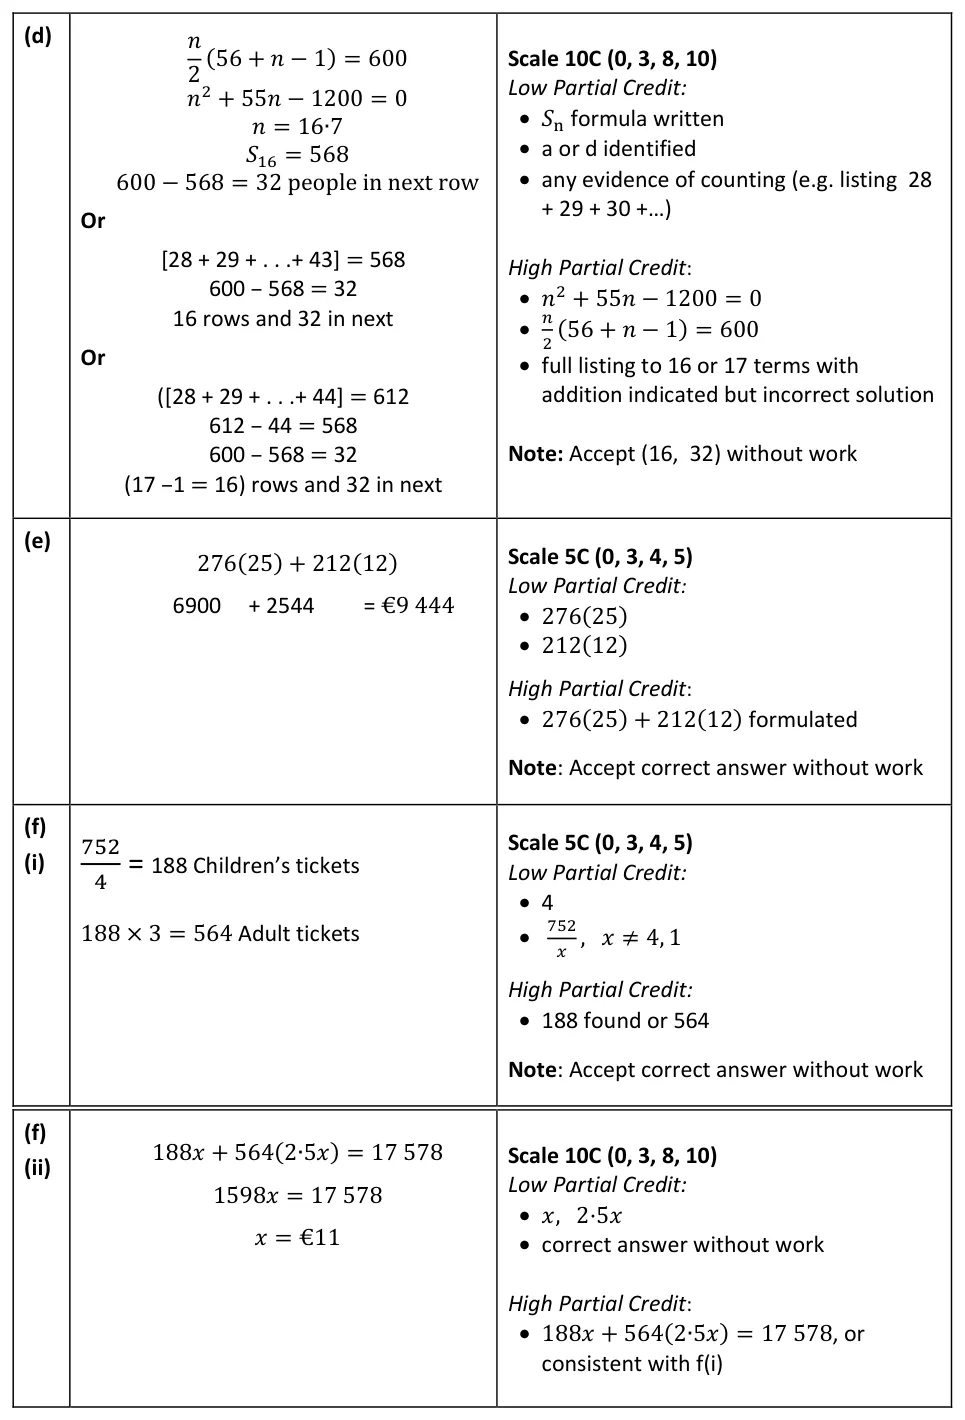 (d)
n/2 (56 + n − 1) = 600
n² + 55n − 1200 = 0
n = 16·7
S₁₆ = 568
600 − 568 = 32 people in next row
Or
[28 + 29 + . . .+ 43] = 568
600 – 568 = 32
16 rows and 32 in next
Or
([28 + 29 + . . .+ 44] = 612
612 – 44 = 568
600 – 568 = 32
(17 –1 = 16) rows and 32 in next
Scale 10C (0, 3, 8, 10)
Low Partial Credit:
• Sₙ formula written
• a or d identified
• any evidence of counting (e.g. listing 28
+ 29 + 30 +…)
High Partial Credit:
• n² + 55n − 1200 = 0
• n/2 (56 + n − 1) = 600
• full listing to 16 or 17 terms with
addition indicated but incorrect solution
Note: Accept (16, 32) without work
(e)
276(25) + 212(12)
6900 + 2544 = €9 444
Scale 5C (0, 3, 4, 5)
Low Partial Credit:
• 276(25)
• 212(12)
High Partial Credit:
• 276(25) + 212(12) formulated
Note: Accept correct answer without work
(f)
(i)
752/4 = 188 Children’s tickets
188 × 3 = 564 Adult tickets
Scale 5C (0, 3, 4, 5)
Low Partial Credit:
• 4
• 752/x, x ≠ 4, 1
High Partial Credit:
• 188 found or 564
Note: Accept correct answer without work
(f)
(ii)
188x + 564(2·5x) = 17 578
1598x = 17 578
x = €11
Scale 10C (0, 3, 8, 10)
Low Partial Credit:
• x, 2·5x
• correct answer without work
High Partial Credit:
• 188x + 564(2·5x) = 17 578, or
consistent with f(i)